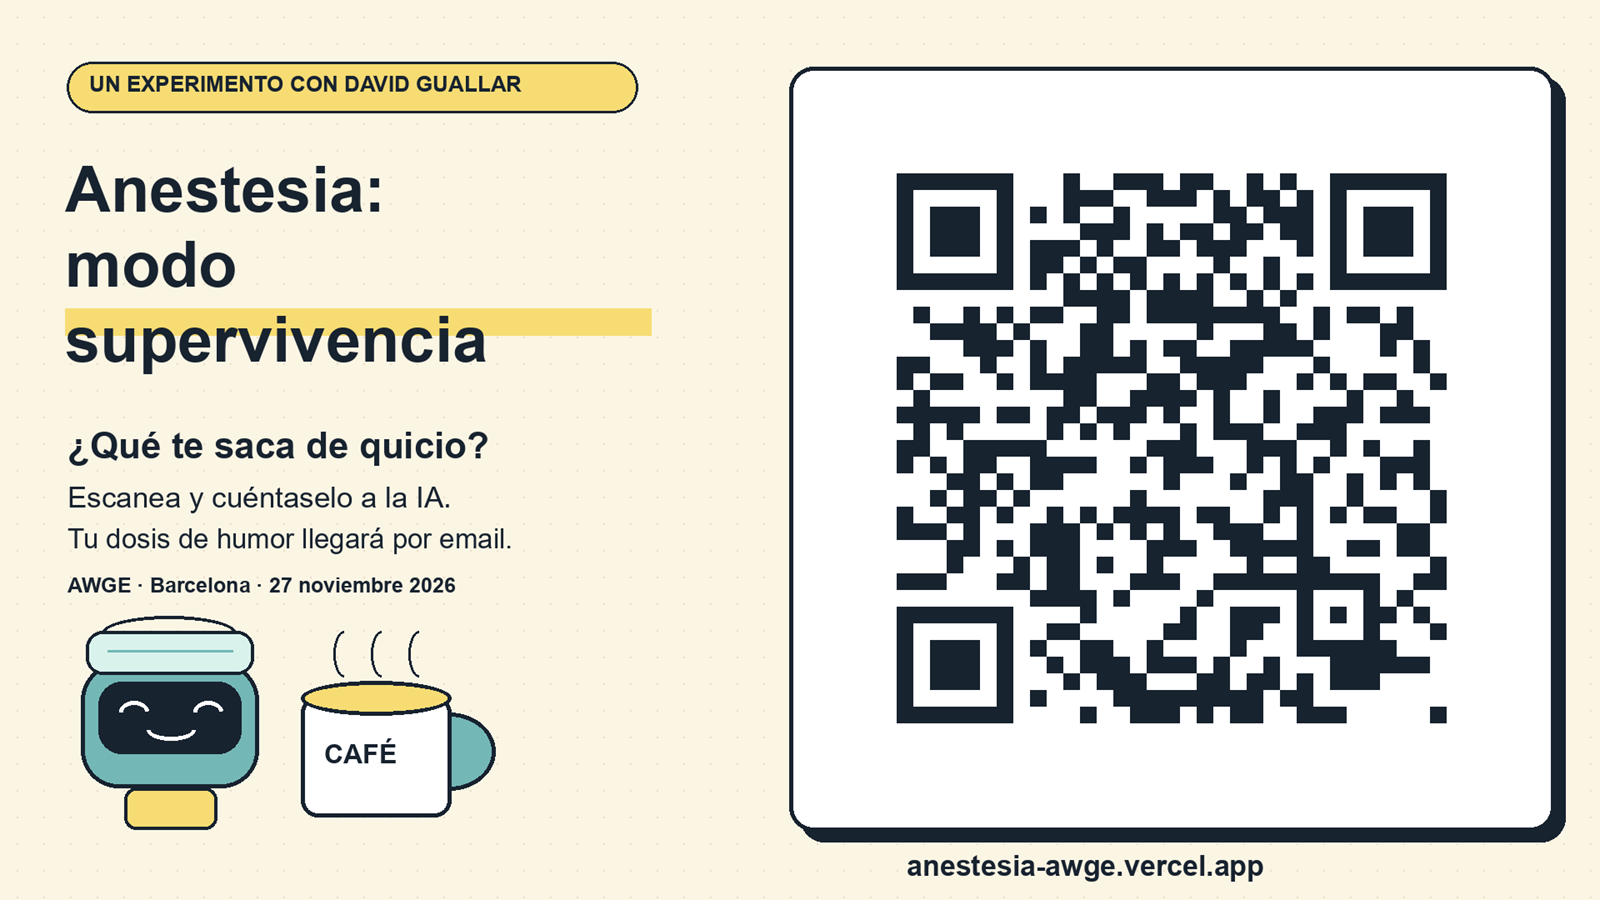 UN EXPERIMENTO CON DAVID GUALLAR
Anestesia:
modo
supervivencia
¿Qué te saca de quicio?
Escanea y cuéntaselo a la IA.
Tu dosis de humor llegará por email.
AWGE · Barcelona · 27 noviembre 2026
CAFÉ
anestesia-awge.vercel.app